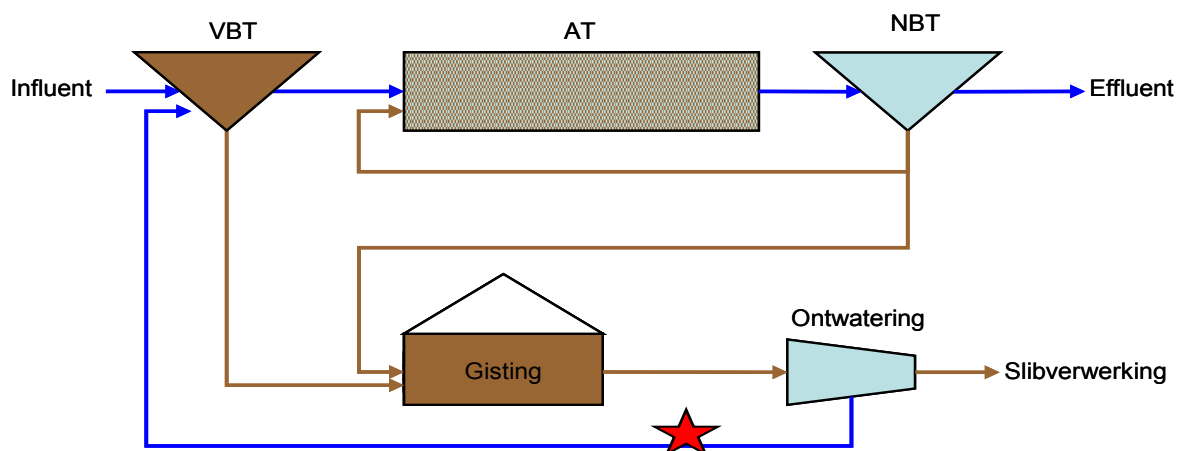 VBT
AT
NBT
Influent
Effluent
Ontwatering
Gisting
Slibverwerking